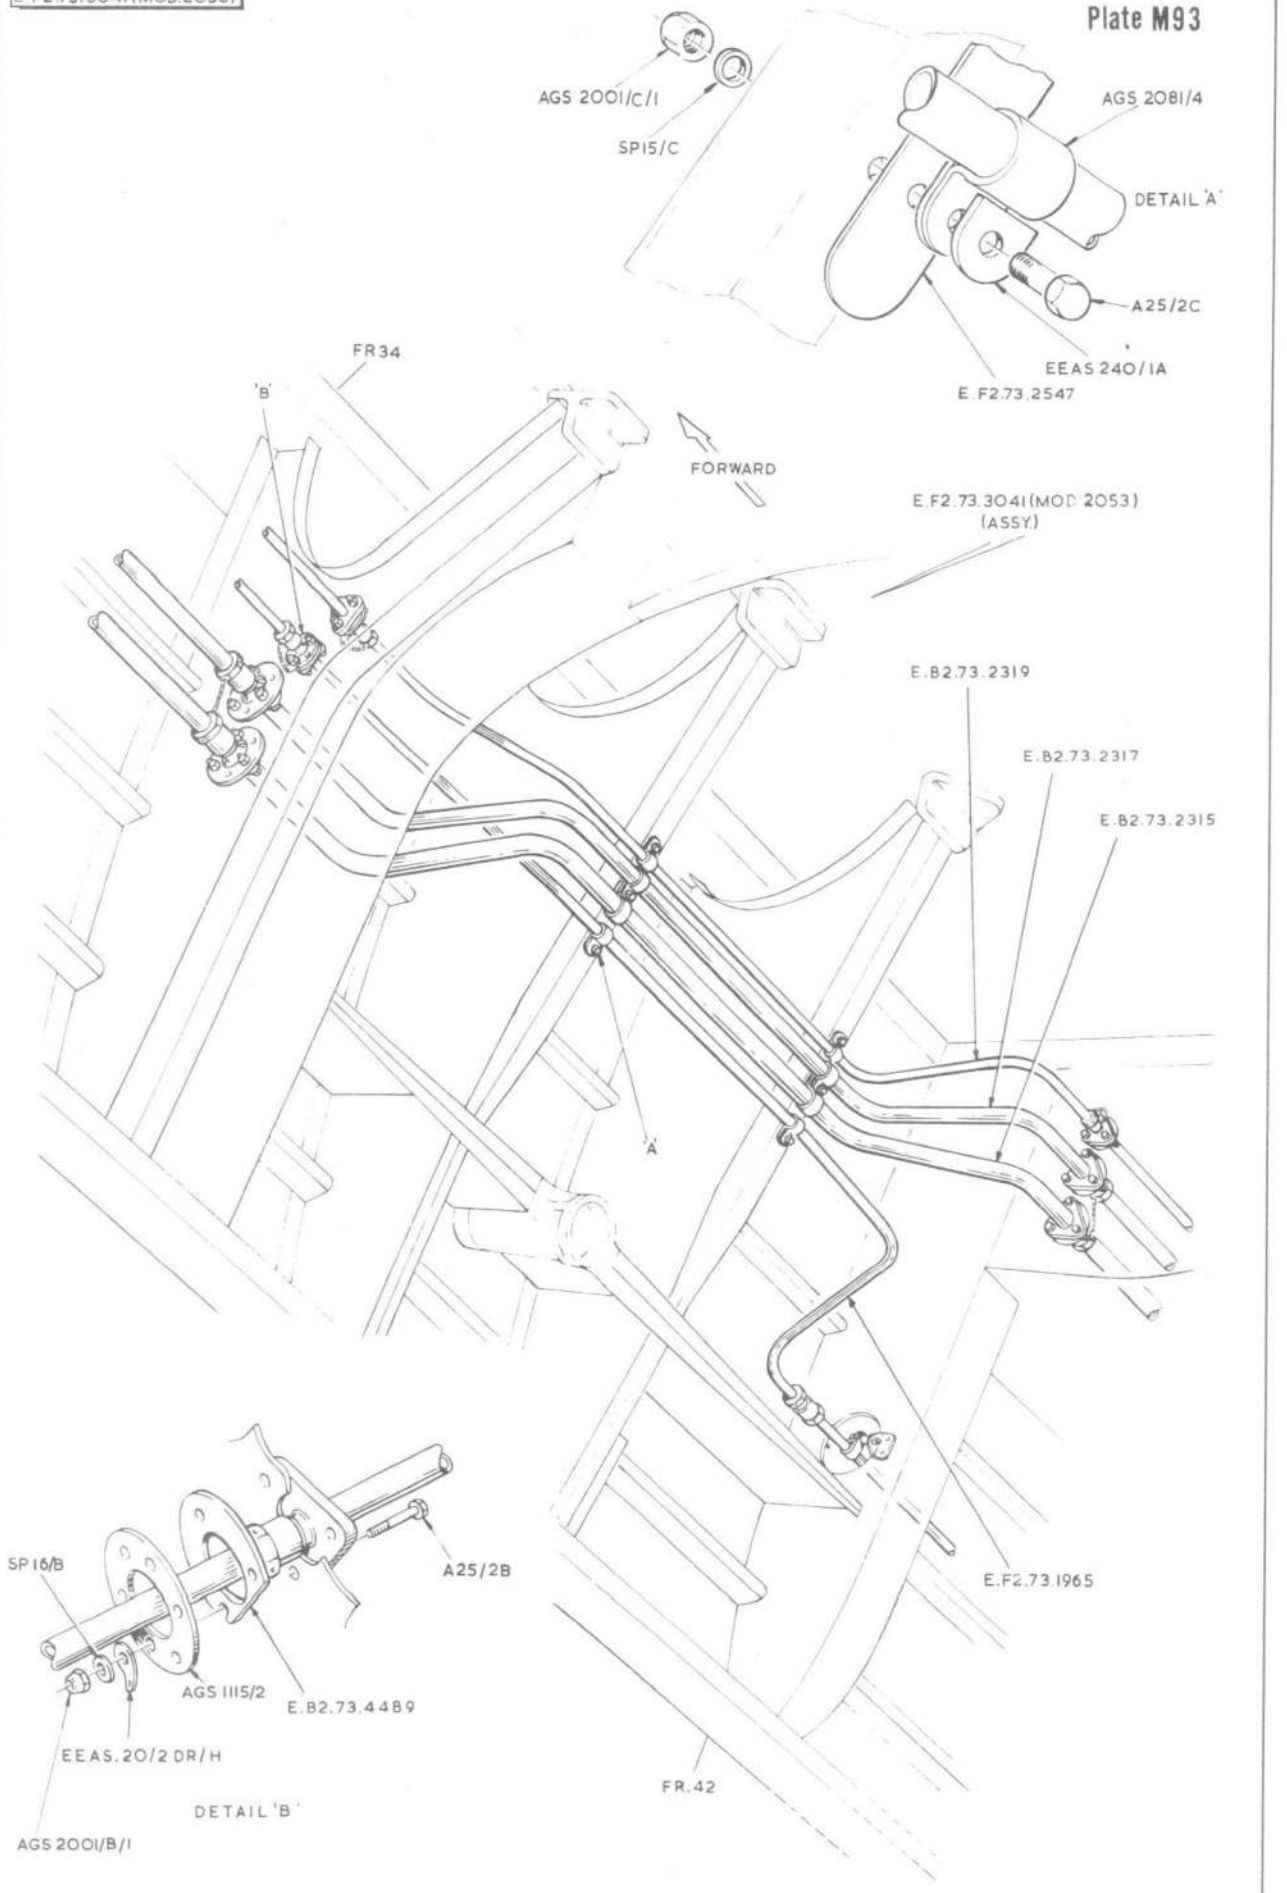 Plate M93
AGS 2001/C/1
SP15/C
AGS 2081/4
DETAIL 'A'
A25/2C
EEAS 240/1A
E.F2.73.2547
FR34
'B'
FORWARD
E.F2.73.3041 (MOD 2053)
(ASSY.)
E.B2.73.2319
E.B2.73.2317
E.B2.73.2315
'A'
SP16/B
A25/2B
AGS 1115/2
E.B2.73.4489
E.F2.73.1965
EEAS.20/2 DR/H
FR.42
DETAIL 'B'
AGS 2001/B/1